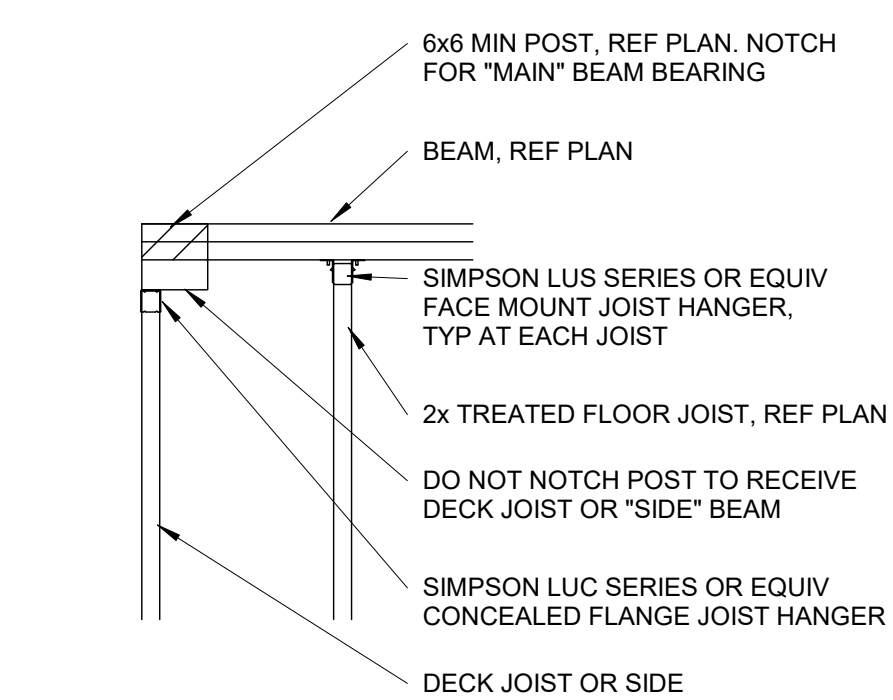 6x6 MIN POST, REF PLAN. NOTCH
FOR "MAIN" BEAM BEARING
BEAM, REF PLAN
SIMPSON LUS SERIES OR EQUIV
FACE MOUNT JOIST HANGER,
TYP AT EACH JOIST
2x TREATED FLOOR JOIST, REF PLAN
DO NOT NOTCH POST TO RECEIVE
DECK JOIST OR "SIDE" BEAM
SIMPSON LUC SERIES OR EQUIV
CONCEALED FLANGE JOIST HANGER
DECK JOIST OR SIDE